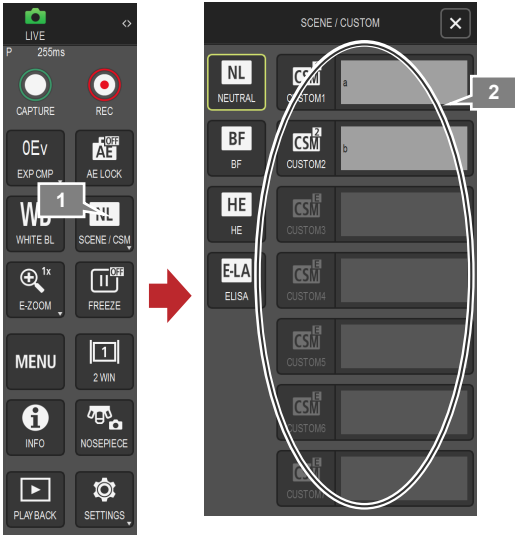 LIVE
P 255ms
CAPTURE REC
0Ev OFF AE
EXP CMP AE LOCK
1
WB NL
WHITE BL SCENE / CSM
1x OFF
E-ZOOM FREEZE
MENU 1
2 WIN
i
INFO NOSEPIECE
PLAYBACK SETTINGS
SCENE / CUSTOM
NL CSM 1 a
NEUTRAL CUSTOM1
2
BF CSM 2 b
BF CUSTOM2
HE CSM E
HE CUSTOM3
E-LA CSM E
ELISA CUSTOM4
CSM E
CUSTOM5
CSM E
CUSTOM6
CSM E